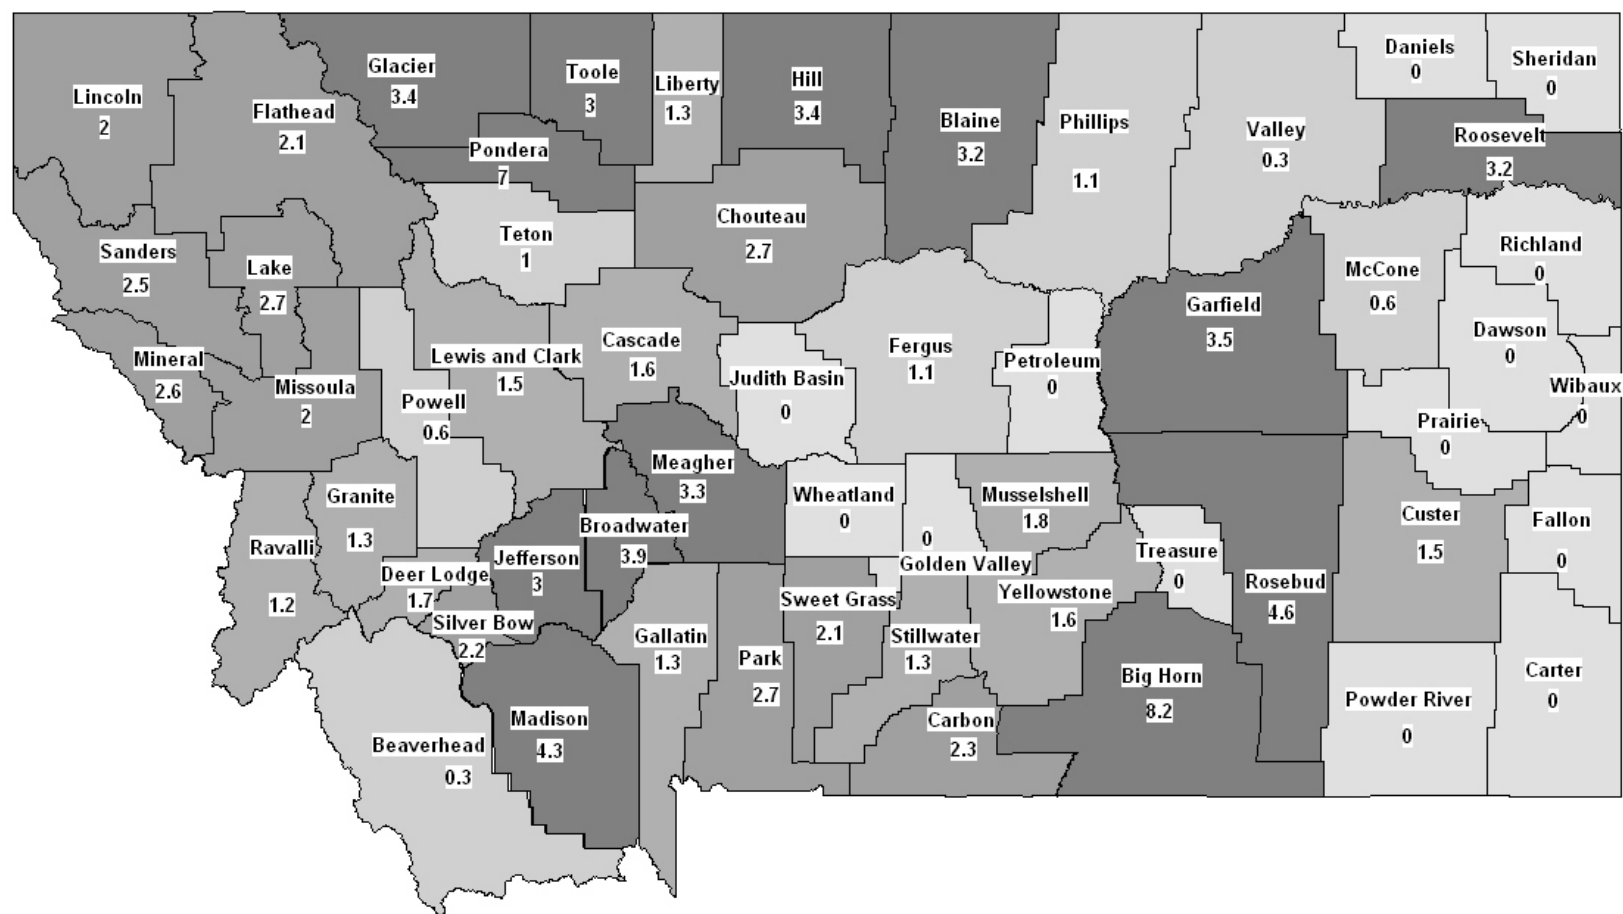 Lincoln
2
Flathead
2.1
Glacier
3.4
Toole
3
Liberty
1.3
Hill
3.4
Blaine
3.2
Phillips
1.1
Valley
0.3
Daniels
0
Sheridan
0
Roosevelt
3.2
Pondera
7
Teton
1
Chouteau
2.7
Sanders
2.5
Lake
2.7
Richland
0
McCone
0.6
Garfield
3.5
Dawson
0
Mineral
2.6
Missoula
2
Powell
0.6
Lewis and Clark
1.5
Cascade
1.6
Judith Basin
0
Fergus
1.1
Petroleum
0
Prairie
0
Wibaux
0
Meagher
3.3
Wheatland
0
Golden Valley
0
Musselshell
1.8
Treasure
0
Rosebud
4.6
Custer
1.5
Fallon
0
Ravalli
1.2
Granite
1.3
Deer Lodge
1.7
Silver Bow
2.2
Jefferson
3
Broadwater
3.9
Gallatin
1.3
Park
2.7
Sweet Grass
2.1
Stillwater
1.3
Yellowstone
1.6
Big Horn
8.2
Powder River
0
Carter
0
Beaverhead
0.3
Madison
4.3
Carbon
2.3